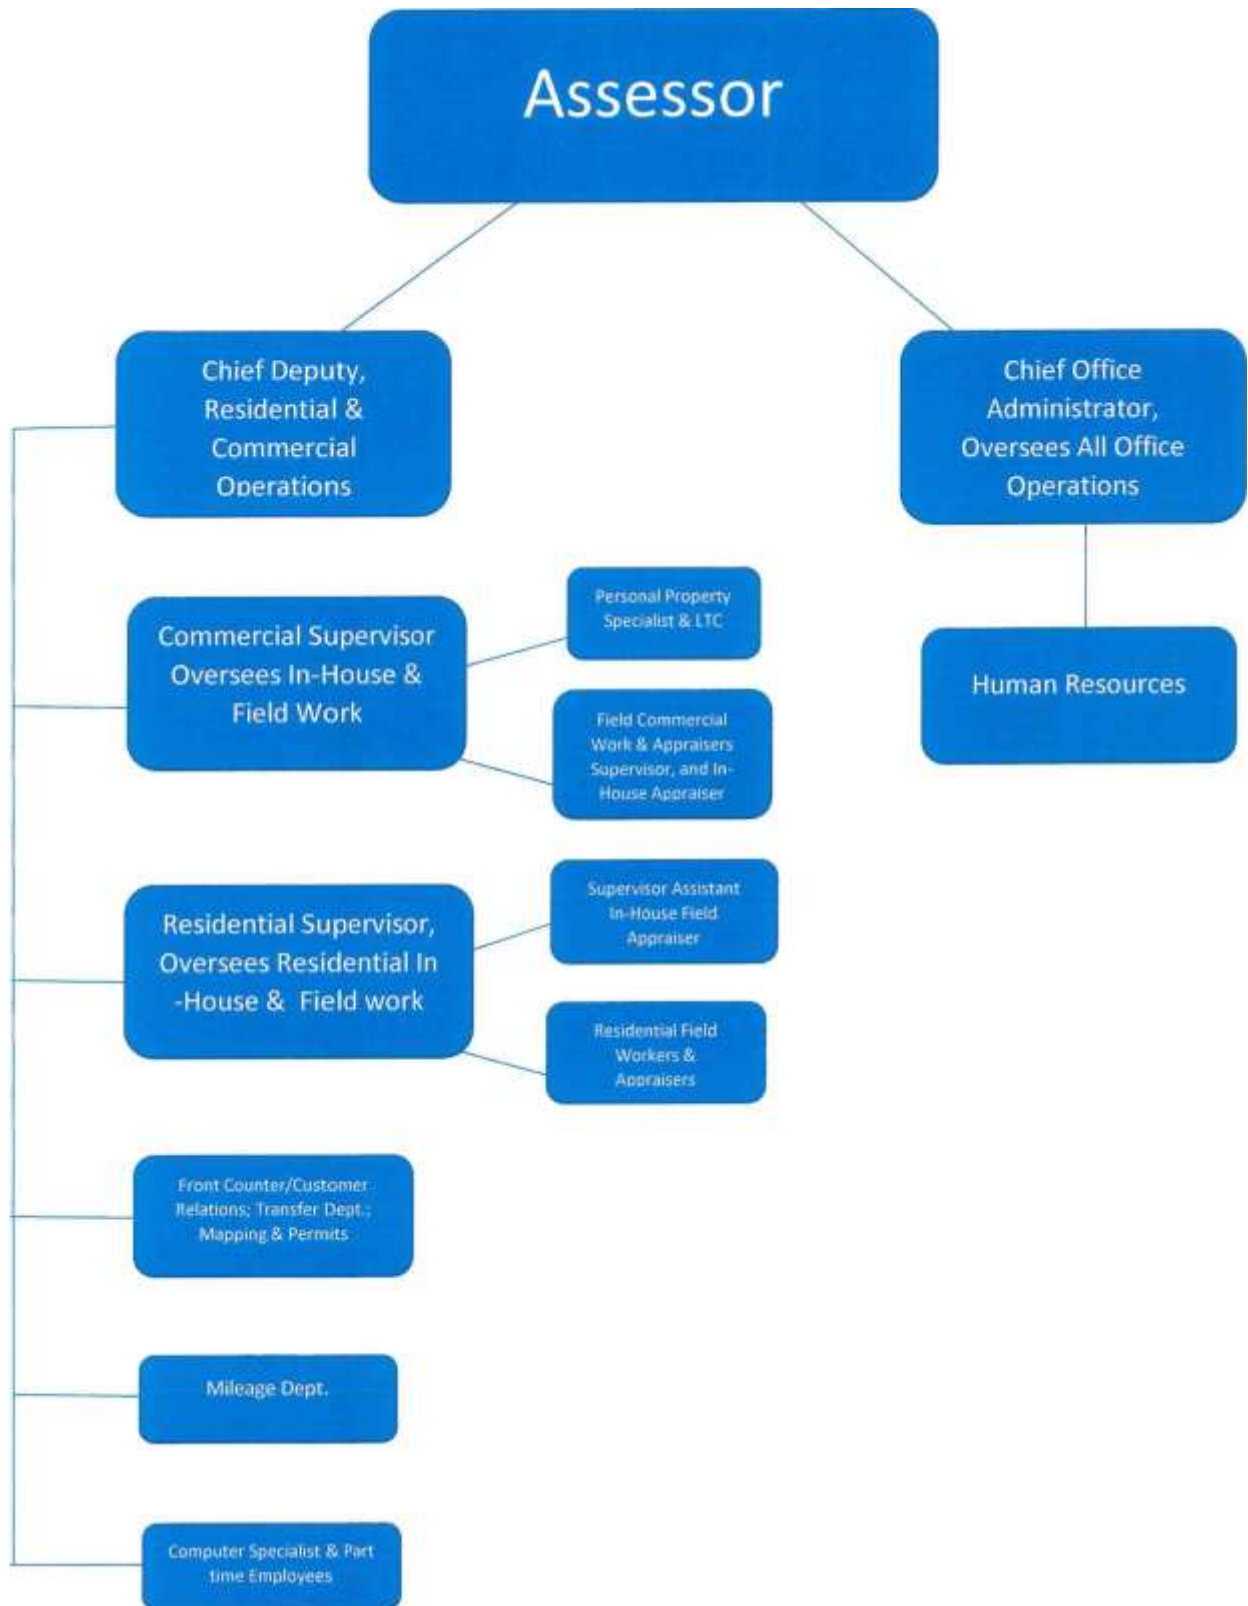 Assessor
Chief Deputy,
Residential &
Commercial
Operations
Chief Office
Administrator,
Oversees All Office
Operations
Commercial Supervisor
Oversees In-House &
Field Work
Personal Property
Specialist & LTC
Field Commercial
Work & Appraisers
Supervisor, and In-
House Appraiser
Human Resources
Residential Supervisor,
Oversees Residential In
-House & Field work
Supervisor Assistant
In-House Field
Appraiser
Residential Field
Workers &
Appraisers
Front Counter/Customer
Relations; Transfer Dept.;
Mapping & Permits
Mileage Dept.
Computer Specialist & Part
time Employees